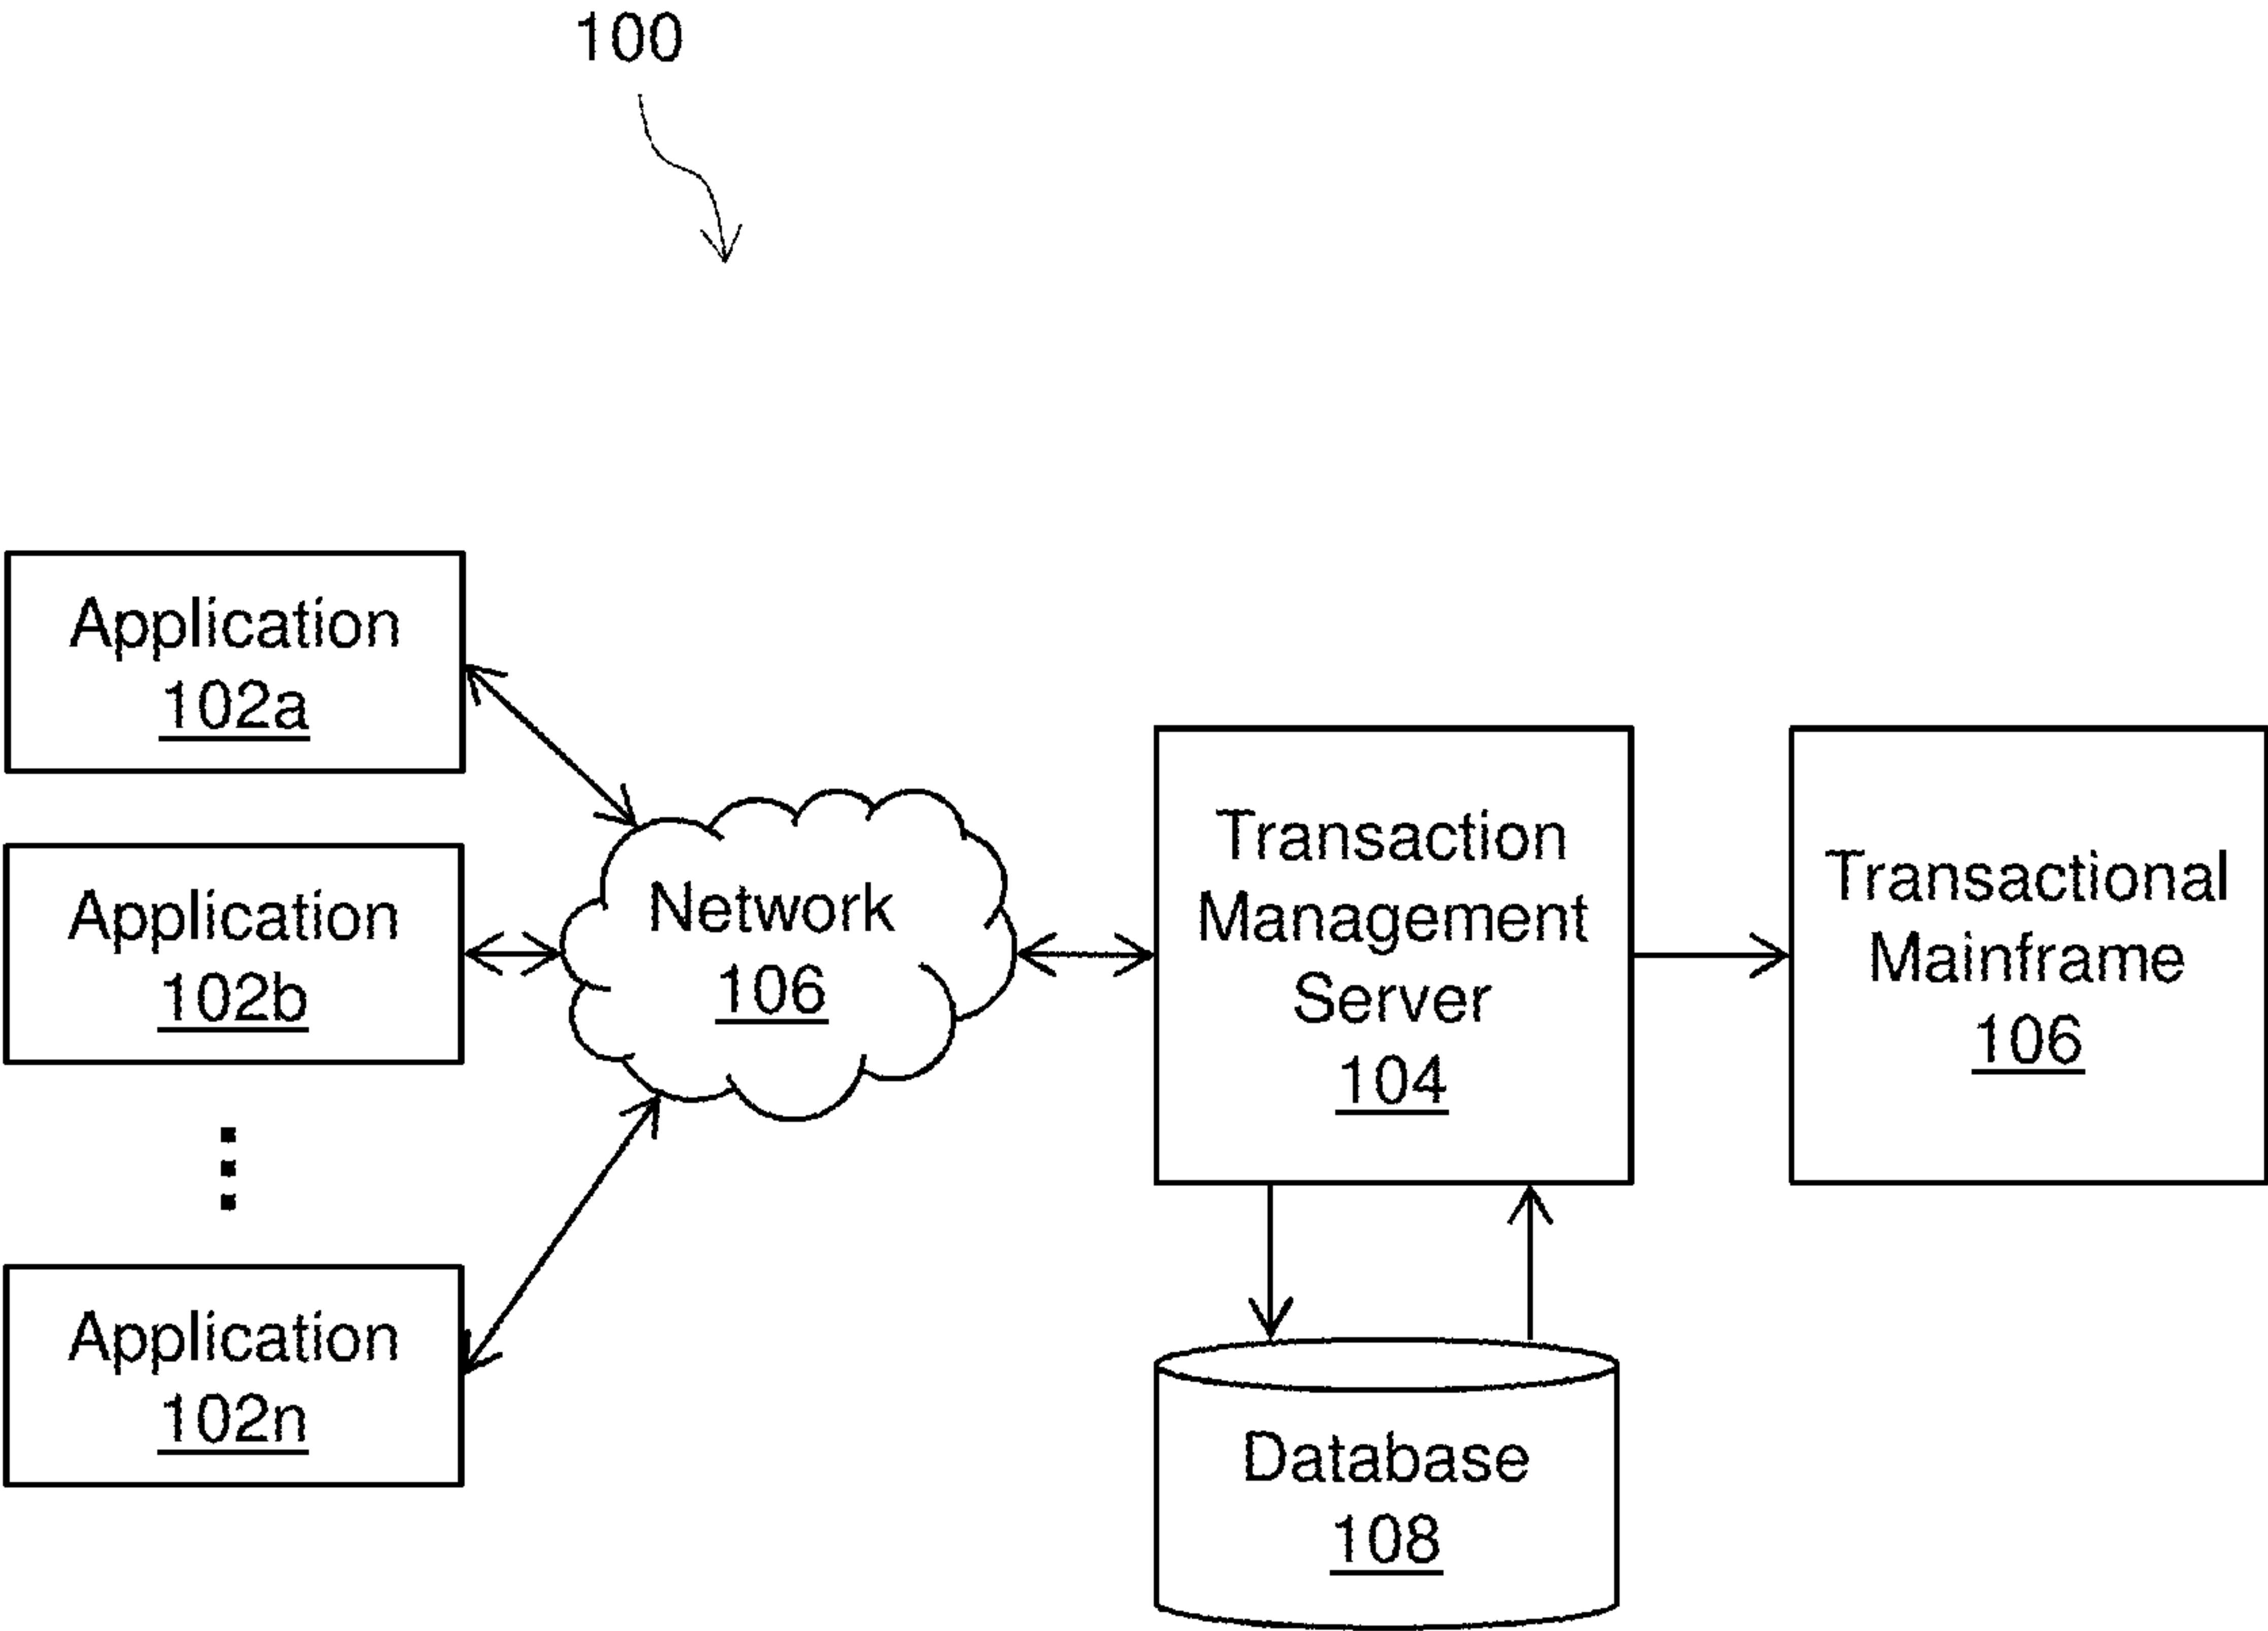 100
Application
102a
Application
102b
Application
102n
Network
106
Transaction
Management
Server
104
Transactional
Mainframe
106
Database
108